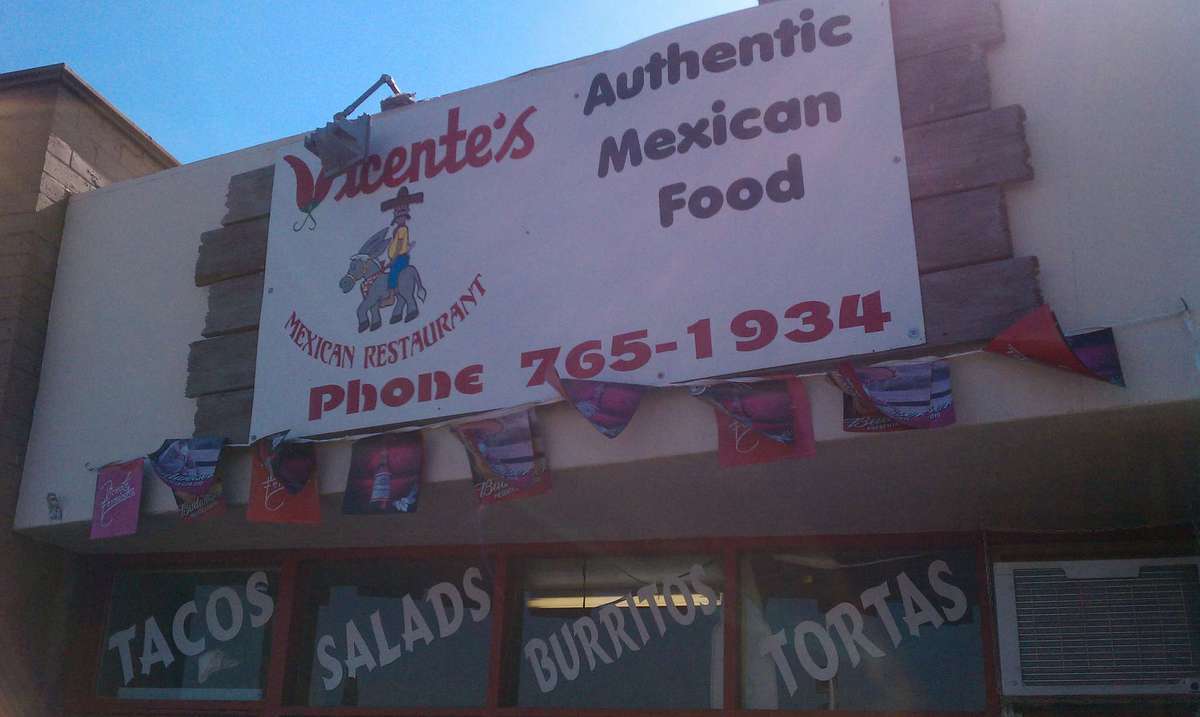 Vicente's
Authentic
Mexican
Food
MEXICAN RESTAURANT
Phone 765-1934
TACOS
SALADS
BURRITOS
TORTAS